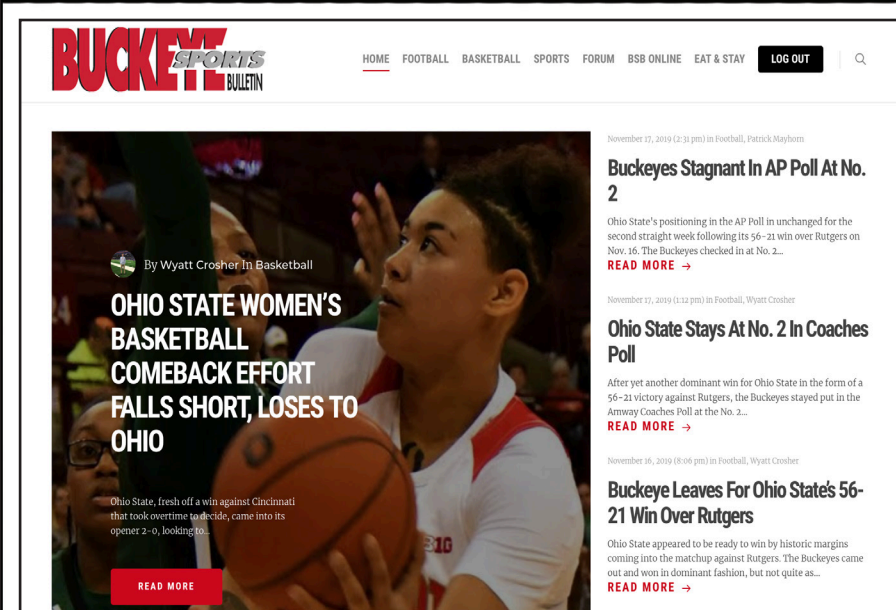 BUCKEYE
SPORTS
BULLETIN
HOME FOOTBALL BASKETBALL SPORTS FORUM BSB ONLINE EAT & STAY LOG OUT
By Wyatt Crosher In Basketball
OHIO STATE WOMEN'S
BASKETBALL
COMEBACK EFFORT
FALLS SHORT, LOSES TO
OHIO
Ohio State, fresh off a win against Cincinnati
that took overtime to decide, came into its
opener 2-0, looking to...
READ MORE
B1G
November 17, 2019 (2:31 pm) in Football, Patrick Mayhorn
Buckeyes Stagnant In AP Poll At No.
2
Ohio State's positioning in the AP Poll in unchanged for the
second straight week following its 56-21 win over Rutgers on
Nov. 16. The Buckeyes checked in at No. 2...
READ MORE →
November 17, 2019 (1:12 pm) in Football, Wyatt Crosher
Ohio State Stays At No. 2 In Coaches
Poll
After yet another dominant win for Ohio State in the form of a
56-21 victory against Rutgers, the Buckeyes stayed put in the
Amway Coaches Poll at the No. 2...
READ MORE →
November 16, 2019 (8:06 pm) in Football, Wyatt Crosher
Buckeye Leaves For Ohio State's 56-
21 Win Over Rutgers
Ohio State appeared to be ready to win by historic margins
coming into the matchup against Rutgers. The Buckeyes came
out and won in dominant fashion, but not quite as...
READ MORE →